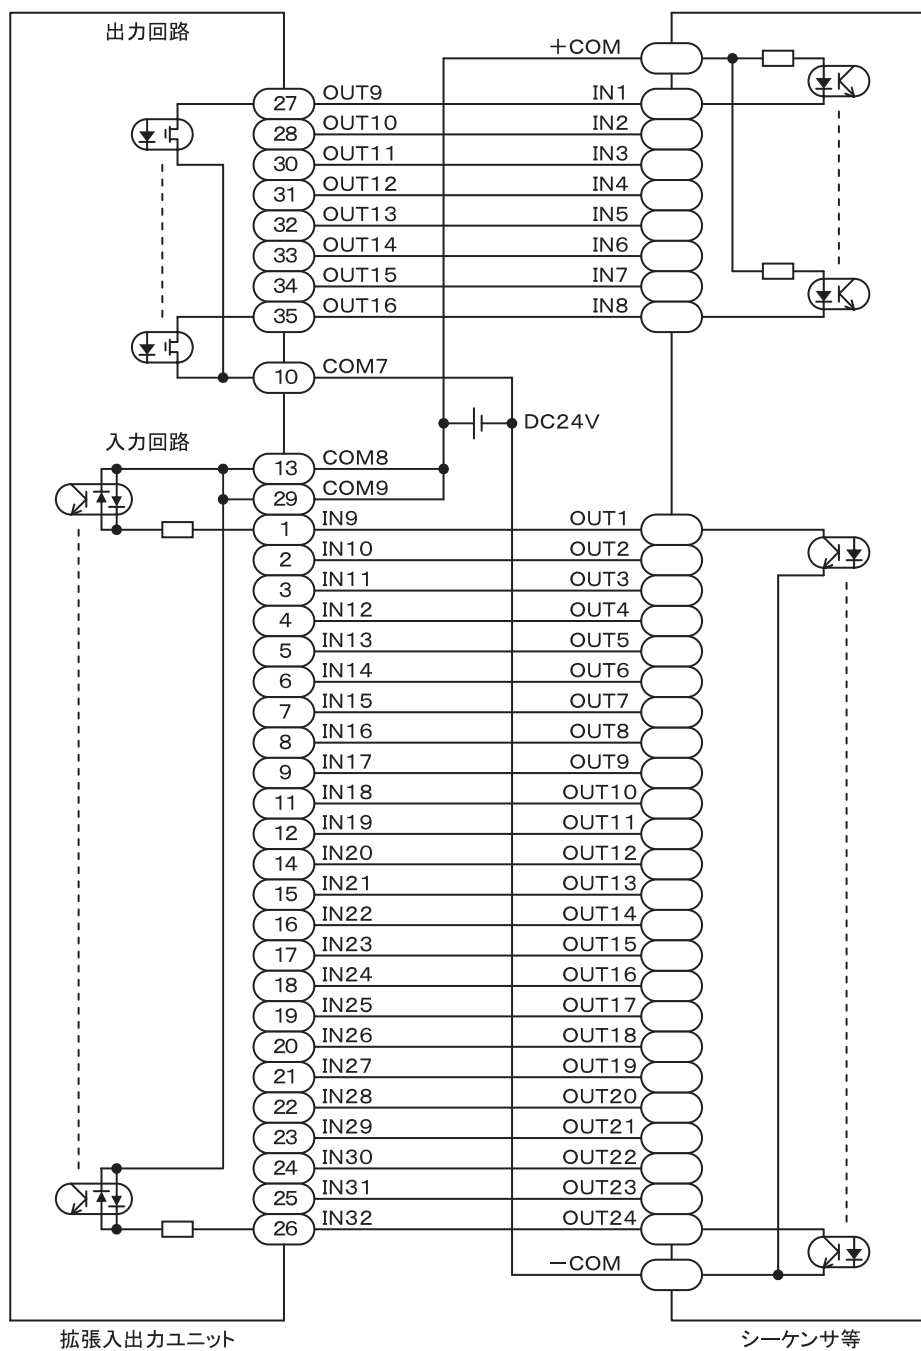 出力回路
＋COM
27 OUT9 IN1
28 OUT10 IN2
30 OUT11 IN3
31 OUT12 IN4
32 OUT13 IN5
33 OUT14 IN6
34 OUT15 IN7
35 OUT16 IN8
10 COM7
DC24V
入力回路
13 COM8
29 COM9
1 IN9 OUT1
2 IN10 OUT2
3 IN11 OUT3
4 IN12 OUT4
5 IN13 OUT5
6 IN14 OUT6
7 IN15 OUT7
8 IN16 OUT8
9 IN17 OUT9
11 IN18 OUT10
12 IN19 OUT11
14 IN20 OUT12
15 IN21 OUT13
16 IN22 OUT14
17 IN23 OUT15
18 IN24 OUT16
19 IN25 OUT17
20 IN26 OUT18
21 IN27 OUT19
22 IN28 OUT20
23 IN29 OUT21
24 IN30 OUT22
25 IN31 OUT23
26 IN32 OUT24
－COM
拡張入出力ユニット
シーケンサ等